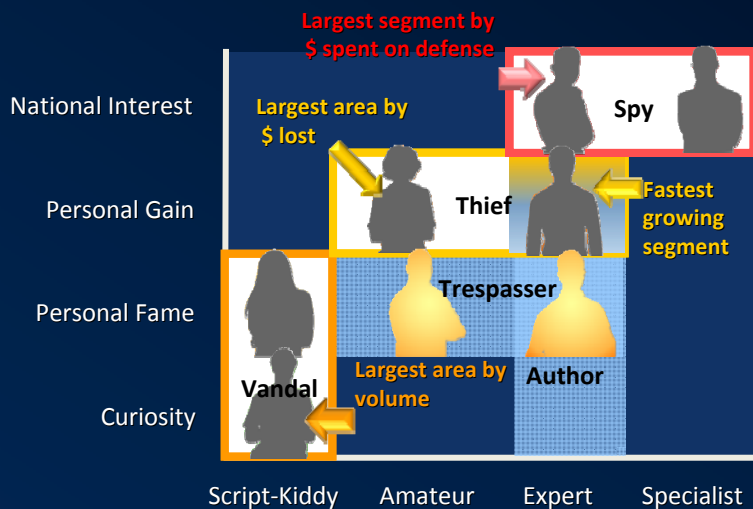 Largest segment by
$ spent on defense
National Interest
Spy
Largest area by
$ lost
Personal Gain
Thief
Fastest
growing
segment
Personal Fame
Trespasser
Largest area by
volume
Author
Vandal
Curiosity
Script-Kiddy Amateur Expert Specialist